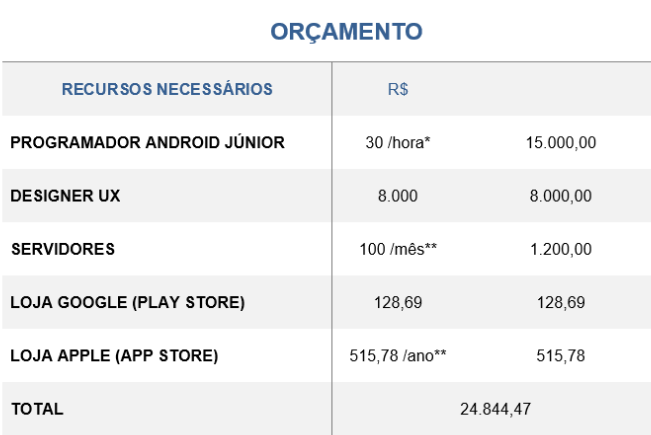 ORÇAMENTO
RECURSOS NECESSÁRIOS R$
PROGRAMADOR ANDROID JÚNIOR 30 /hora* 15.000,00
DESIGNER UX 8.000 8.000,00
SERVIDORES 100 /mês** 1.200,00
LOJA GOOGLE (PLAY STORE) 128,69 128,69
LOJA APPLE (APP STORE) 515,78 /ano** 515,78
TOTAL 24.844,47